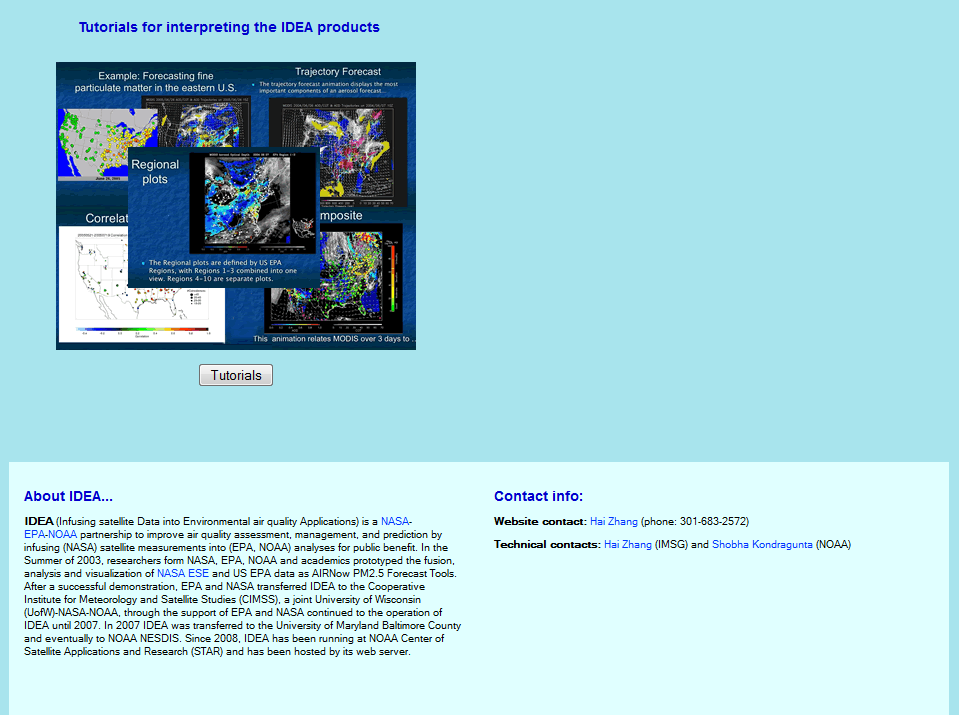 Tutorials for interpreting the IDEA products
Example: Forecasting fine
particulate matter in the eastern U.S.
Trajectory Forecast
The trajectory forecast animation displays the most
important components of an aerosol forecast..
Regional
plots
The Regional plots are defined by US EPA
Regions, with Regions 1-3 combined into one
view. Regions 4-10 are separate plots.
Correlat
mposite
June 24, 2003
Correlation
This animation relates MODIS over 3 days to ..
Tutorials
About IDEA...
IDEA (Infusing satellite Data into Environmental air quality Applications) is a NASA-
EPA-NOAA partnership to improve air quality assessment, management, and prediction by
infusing (NASA) satellite measurements into (EPA, NOAA) analyses for public benefit. In the
Summer of 2003, researchers form NASA, EPA, NOAA and academics prototyped the fusion,
analysis and visualization of NASA ESE and US EPA data as AIRNow PM2.5 Forecast Tools.
After a successful demonstration, EPA and NASA transferred IDEA to the Cooperative
Institute for Meteorology and Satellite Studies (CIMSS), a joint University of Wisconsin
(UofW)-NASA-NOAA, through the support of EPA and NASA continued to the operation of
IDEA until 2007. In 2007 IDEA was transferred to the University of Maryland Baltimore County
and eventually to NOAA NESDIS. Since 2008, IDEA has been running at NOAA Center of
Satellite Applications and Research (STAR) and has been hosted by its web server.
Contact info:
Website contact: Hai Zhang (phone: 301-683-2572)
Technical contacts: Hai Zhang (IMSG) and Shobha Kondragunta (NOAA)